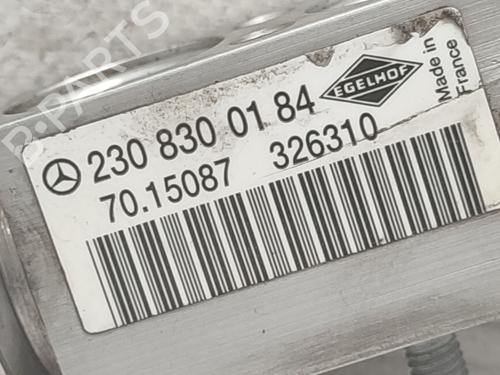 B-PARTS
230 830 01 84
EGELHOF
Made in
France
70.15087 326310